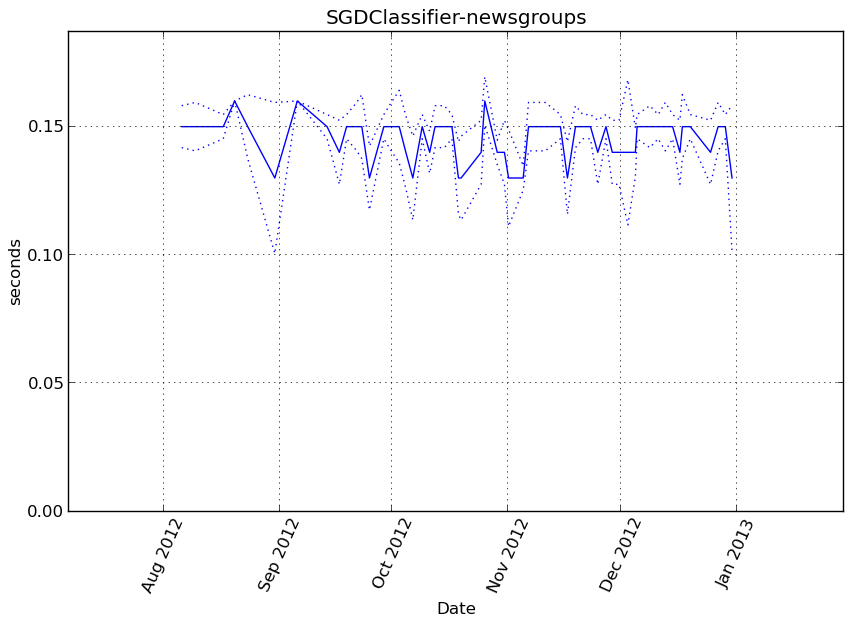 SGDClassifier-newsgroups
0.15
0.10
0.05
0.00
seconds
Aug 2012
Sep 2012
Oct 2012
Nov 2012
Dec 2012
Jan 2013
Date